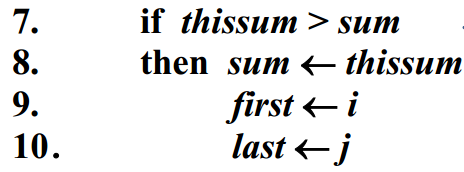 7. if thissum > sum
8. then sum ← thissum
9. first ← i
10. last ← j